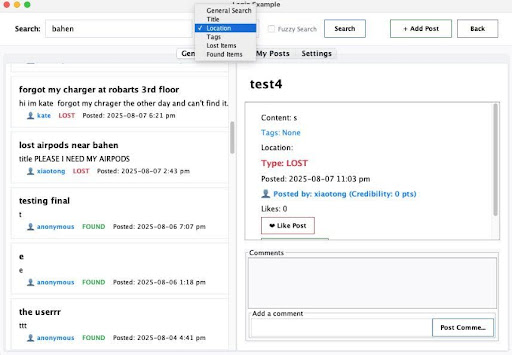 Login Example
General Search
Title
✓ Location
Tags
Lost Items
Found Items
Search: bahen
Fuzzy Search
Search
+ Add Post
Back
My Posts
Settings
forgot my charger at robarts 3rd floor
hi im kate forgot my chrager the other day and can't find it.
kate LOST Posted: 2025-08-07 6:21 pm
lost airpods near bahen
title PLEASE I NEED MY AIRPODS
xiaotong LOST Posted: 2025-08-07 2:43 pm
testing final
t
anonymous FOUND Posted: 2025-08-06 7:07 pm
e
e
anonymous FOUND Posted: 2025-08-06 1:18 pm
the userrr
ttt
anonymous FOUND Posted: 2025-08-04 4:41 pm
test4
Content: s
Tags: None
Location:
Type: LOST
Posted: 2025-08-07 11:03 pm
Posted by: xiaotong (Credibility: 0 pts)
Likes: 0
❤ Like Post
Comments
Add a comment
Post Comme...